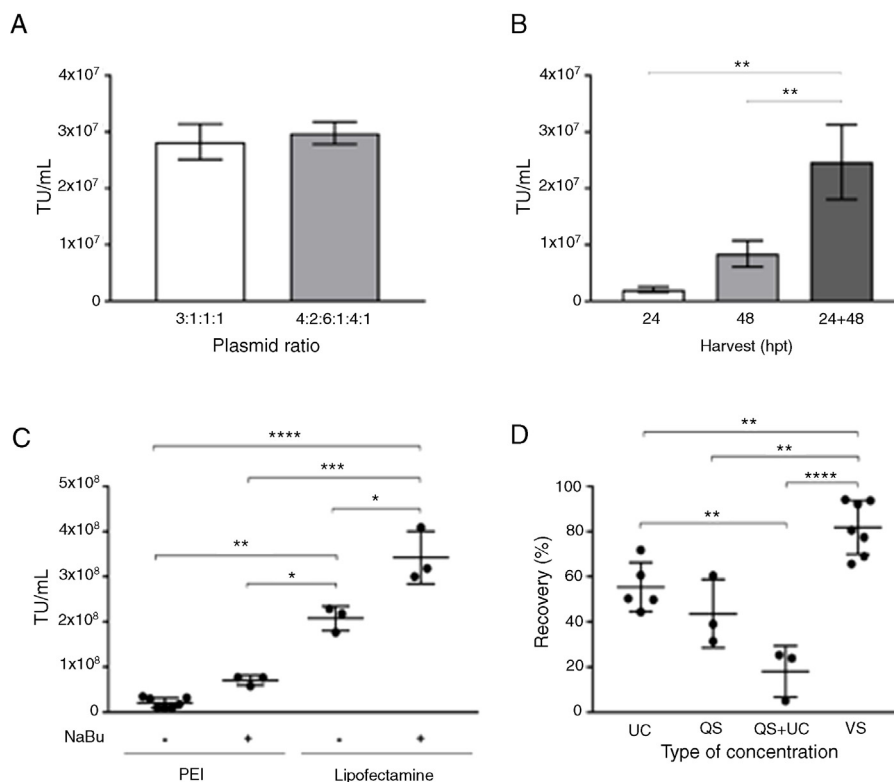 A
4x10⁷
3x10⁷
2x10⁷
1x10⁷
0
TU/mL
3:1:1:1
4:2:6:1:4:1
Plasmid ratio
B
4x10⁷
3x10⁷
2x10⁷
1x10⁷
0
TU/mL
**
**
24
48
24+48
Harvest (hpt)
C
5x10⁸
4x10⁸
3x10⁸
2x10⁸
1x10⁸
0
TU/mL
****
***
*
**
*
NaBu
- + - +
PEI
Lipofectamine
D
100
80
60
40
20
0
Recovery (%)
**
**
****
**
UC
QS
QS+UC
VS
Type of concentration